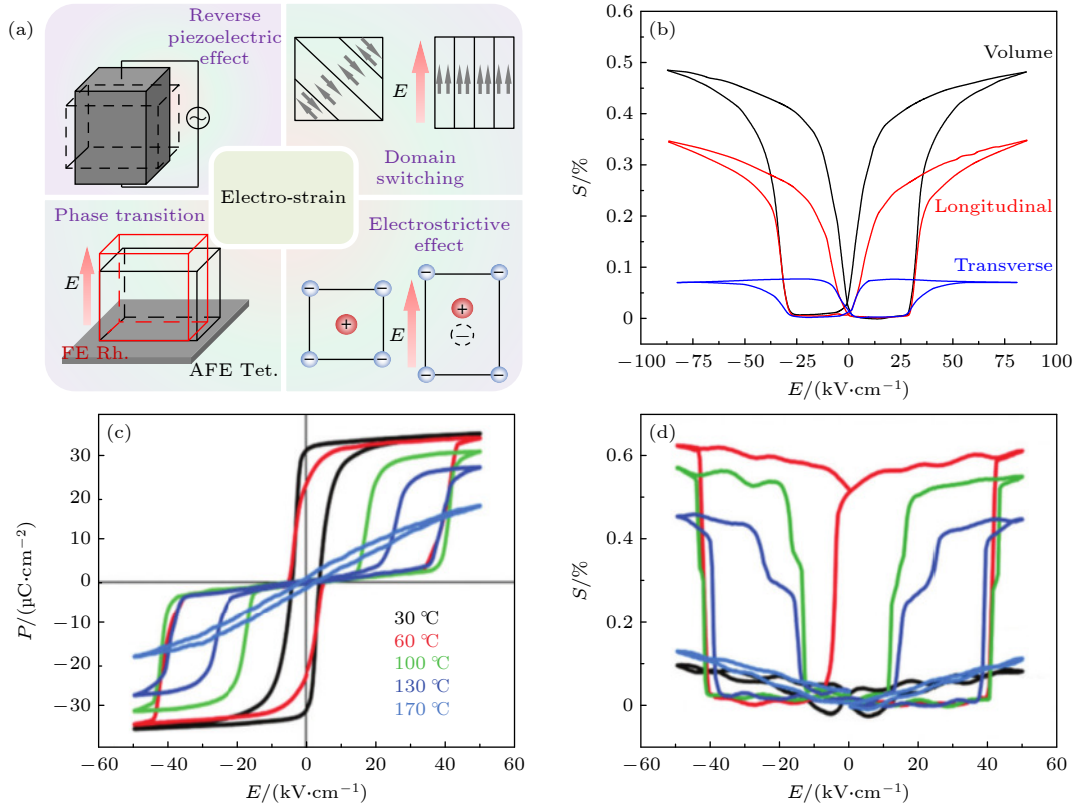 (a)
Reverse
piezoelectric
effect
E
Domain
switching
Electro-strain
Phase transition
E
FE Rh.
AFE Tet.
Electrostrictive
effect
− − − −
+
− − − −
E
+
−
(b)
S/%
0.6
0.5
0.4
0.3
0.2
0.1
0
Volume
Longitudinal
Transverse
−100 −75 −50 −25 0 25 50 75 100
E/(kV·cm−1)
(c)
P/(μC·cm−2)
30
20
10
0
−10
−20
−30
30 ℃
60 ℃
100 ℃
130 ℃
170 ℃
−60 −40 −20 0 20 40 60
E/(kV·cm−1)
(d)
S/%
0.6
0.4
0.2
0
−60 −40 −20 0 20 40 60
E/(kV·cm−1)